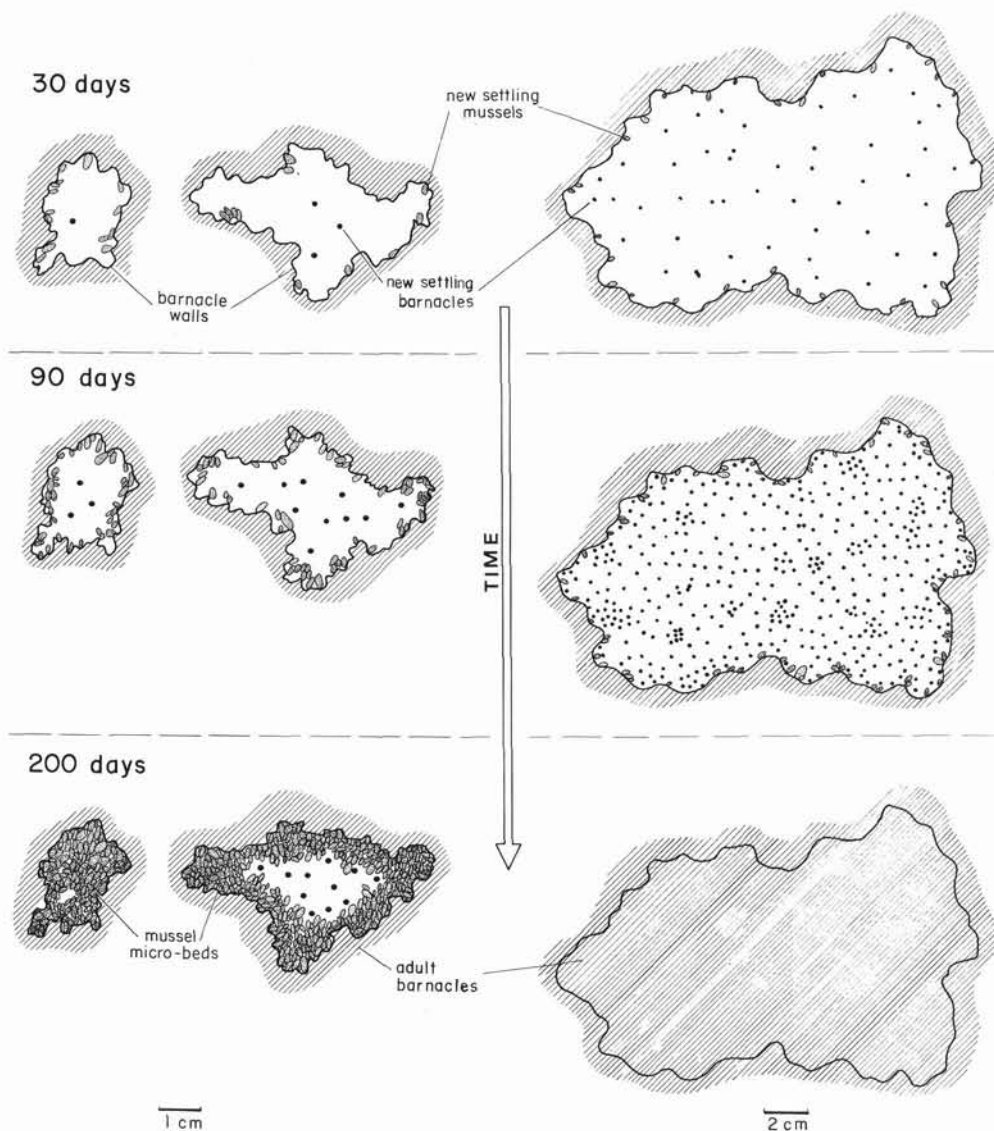 30 days
new settling
mussels
barnacle
walls
new settling
barnacles
90 days
TIME
200 days
mussel
micro-beds
adult
barnacles
1 cm
2 cm